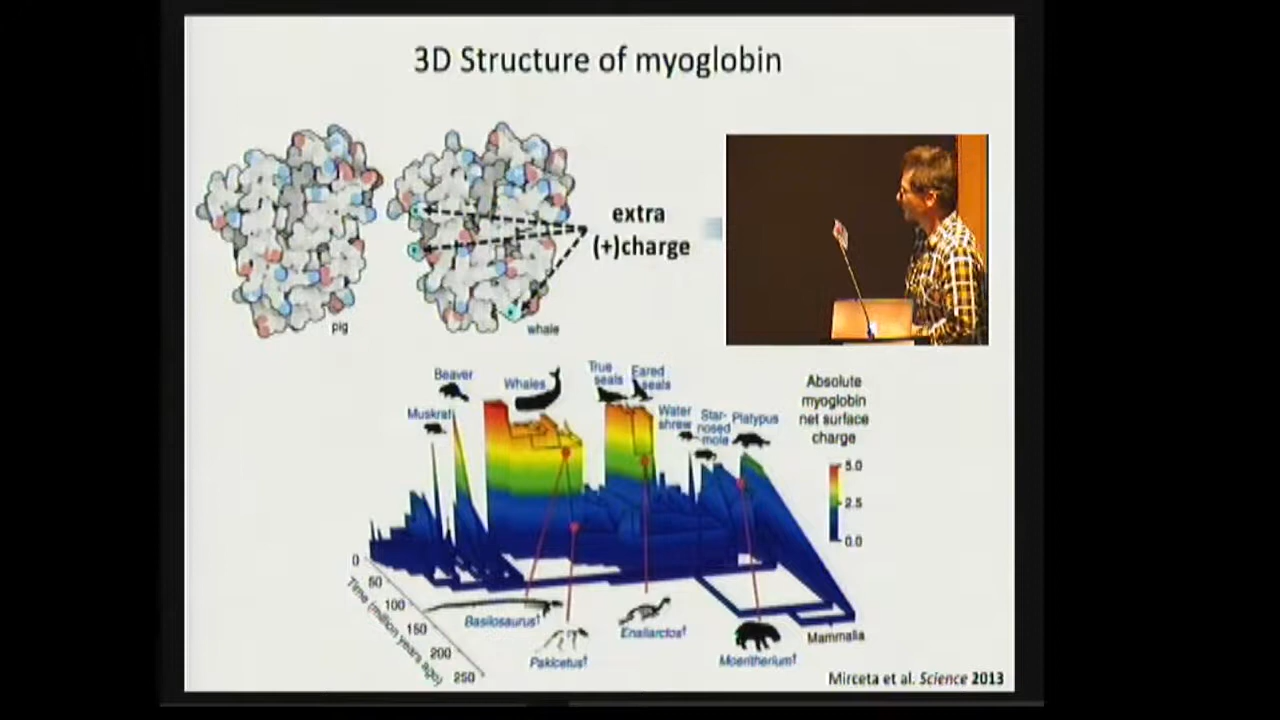 3D Structure of myoglobin
extra
(+)charge
pig
whale
Beaver
Whales
True
seals
Eared
seals
Muskrat
Water
shrew
Star-
nosed
mole
Platypus
Absolute
myoglobin
net surface
charge
5.0
2.5
0.0
0
50
100
150
200
250
Time (million years ago)
Basilosaurus†
Pakicetus†
Enaliarctos†
Moeritherium†
Mammalia
Mirceta et al. Science 2013